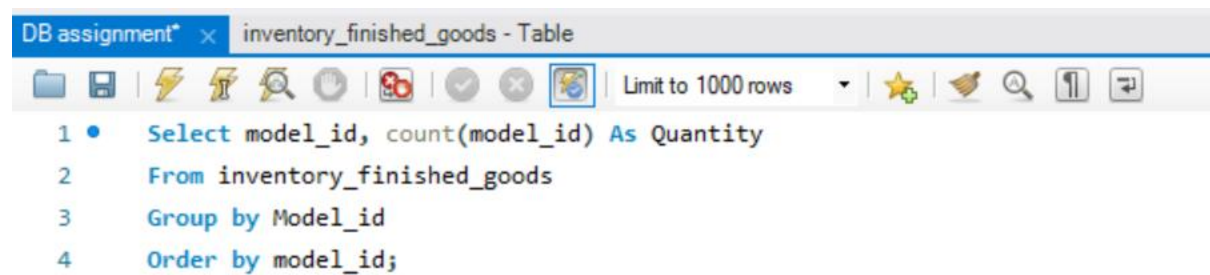 DB assignment* × inventory_finished_goods - Table
Limit to 1000 rows
1 Select model_id, count(model_id) As Quantity
2 From inventory_finished_goods
3 Group by Model_id
4 Order by model_id;